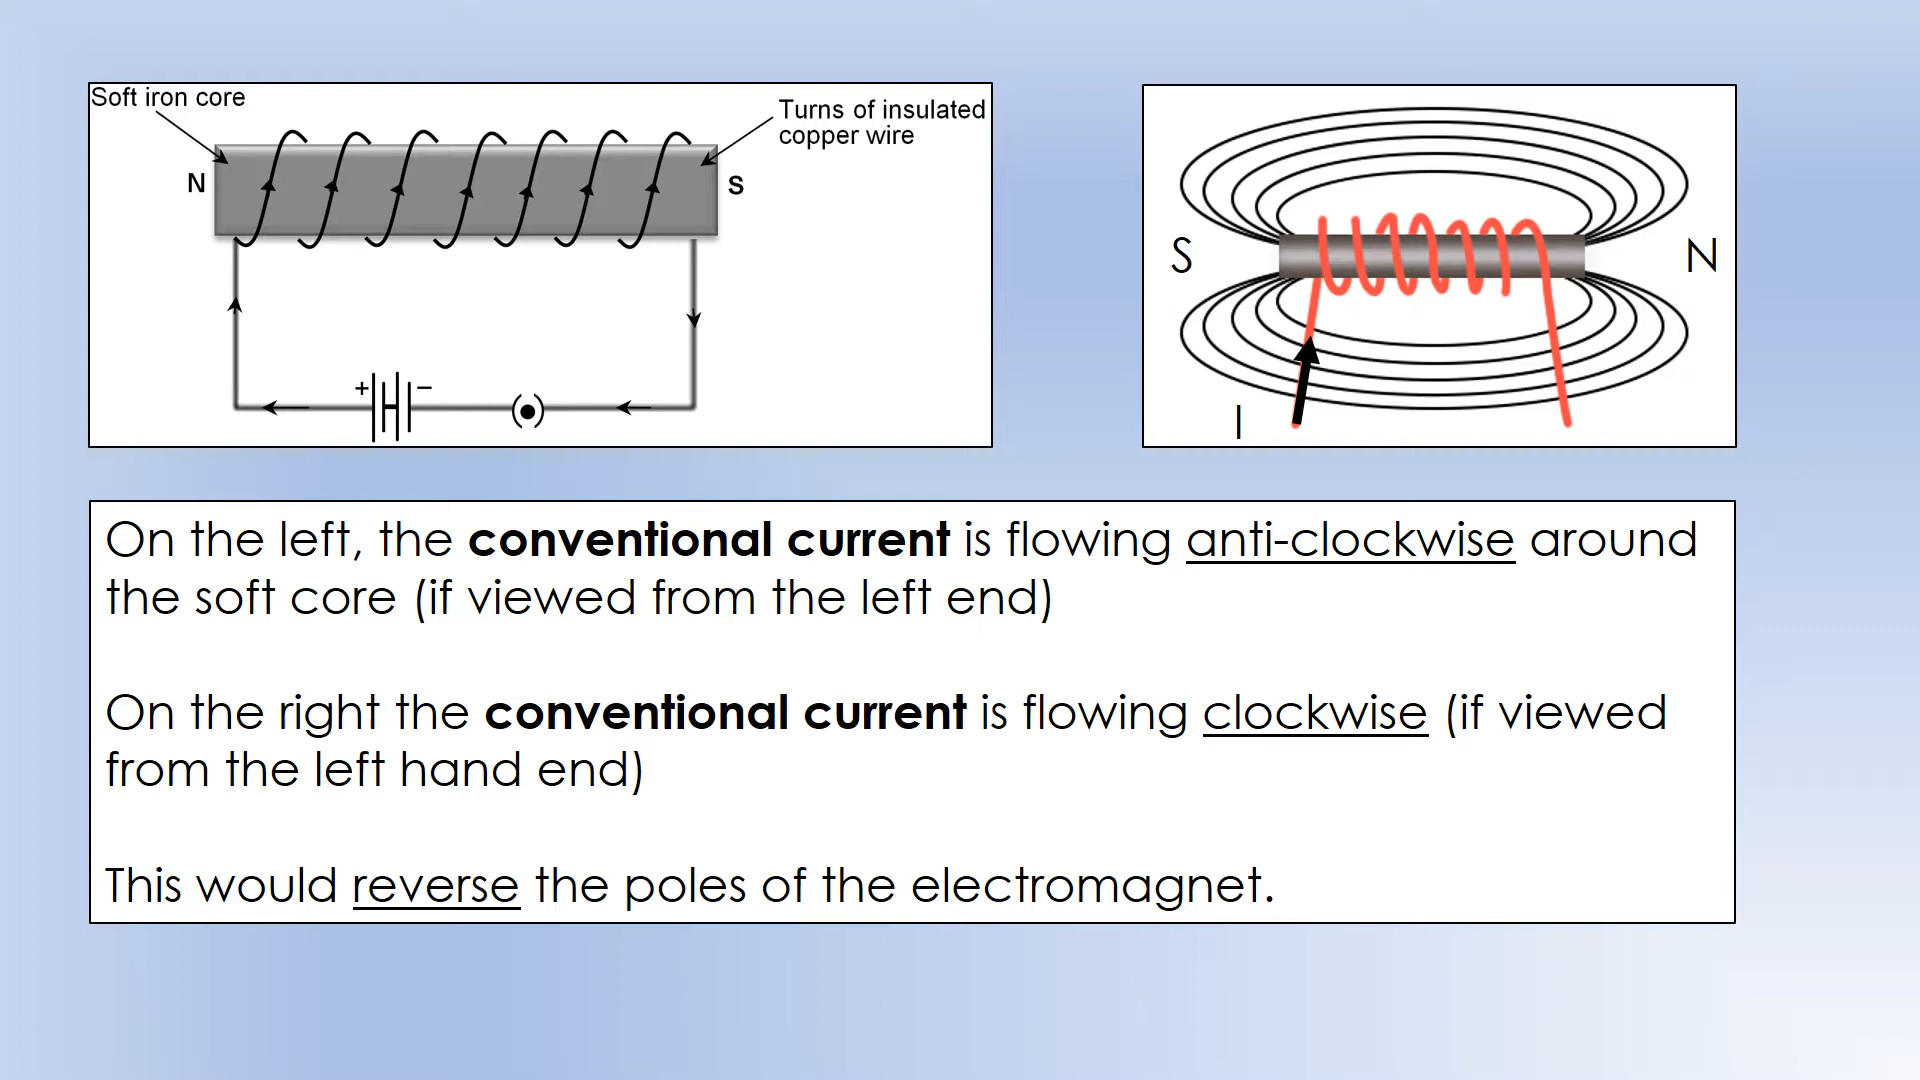 Soft iron core
Turns of insulated
copper wire
N
S
+
−
S
N
I
On the left, the conventional current is flowing anti-clockwise around
the soft core (if viewed from the left end)
On the right the conventional current is flowing clockwise (if viewed
from the left hand end)
This would reverse the poles of the electromagnet.